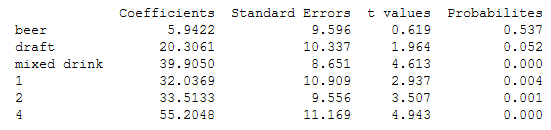 Coefficients Standard Errors t values Probabilites
beer 5.9422 9.596 0.619 0.537
draft 20.3061 10.337 1.964 0.052
mixed drink 39.9050 8.651 4.613 0.000
1 32.0369 10.909 2.937 0.004
2 33.5133 9.556 3.507 0.001
4 55.2048 11.169 4.943 0.000